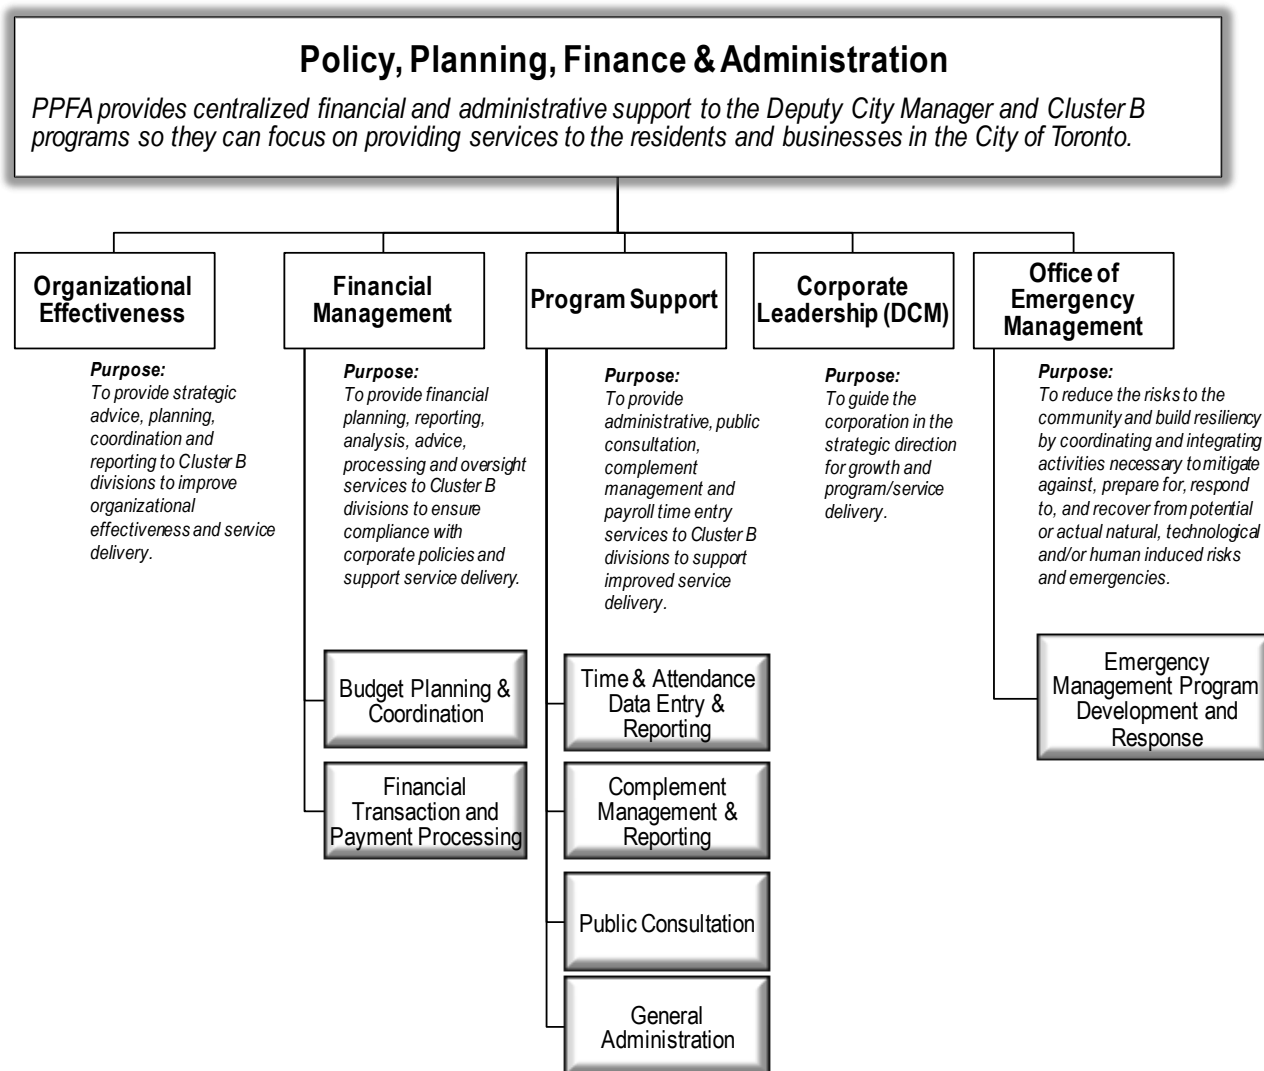 Policy, Planning, Finance & Administration
PPFA provides centralized financial and administrative support to the Deputy City Manager and Cluster B
programs so they can focus on providing services to the residents and businesses in the City of Toronto.
Organizational
Effectiveness
Purpose:
To provide strategic
advice, planning,
coordination and
reporting to Cluster B
divisions to improve
organizational
effectiveness and service
delivery.
Financial
Management
Purpose:
To provide financial
planning, reporting,
analysis, advice,
processing and oversight
services to Cluster B
divisions to ensure
compliance with
corporate policies and
support service delivery.
Budget Planning &
Coordination
Financial
Transaction and
Payment Processing
Program Support
Purpose:
To provide
administrative, public
consultation,
complement
management and
payroll time entry
services to Cluster B
divisions to support
improved service
delivery.
Time & Attendance
Data Entry &
Reporting
Complement
Management &
Reporting
Public Consultation
General
Administration
Corporate
Leadership (DCM)
Purpose:
To guide the
corporation in the
strategic direction
for growth and
program/service
delivery.
Office of
Emergency
Management
Purpose:
To reduce the risks to the
community and build resiliency
by coordinating and integrating
activities necessary to mitigate
against, prepare for, respond
to, and recover from potential
or actual natural, technological
and/or human induced risks
and emergencies.
Emergency
Management Program
Development and
Response